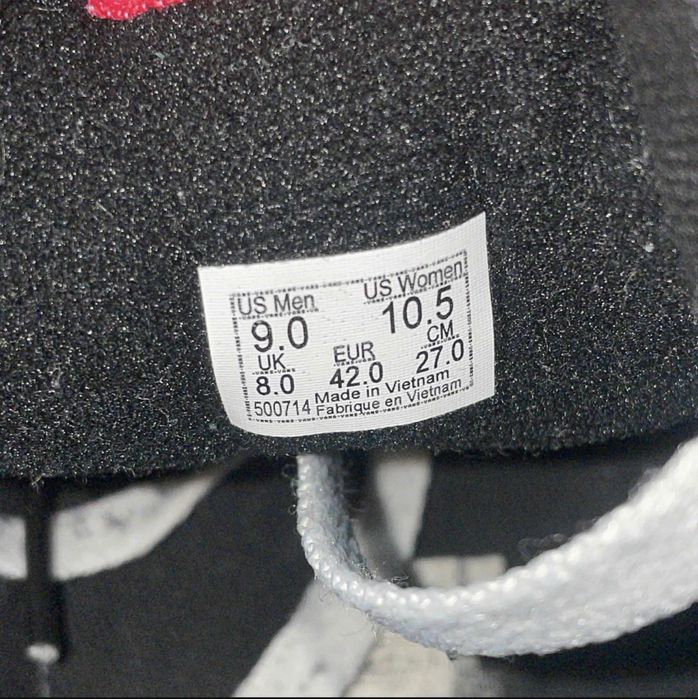 US Men US Women
9.0 10.5
UK EUR CM
8.0 42.0 27.0
500714 Made in Vietnam
Fabrique en Vietnam